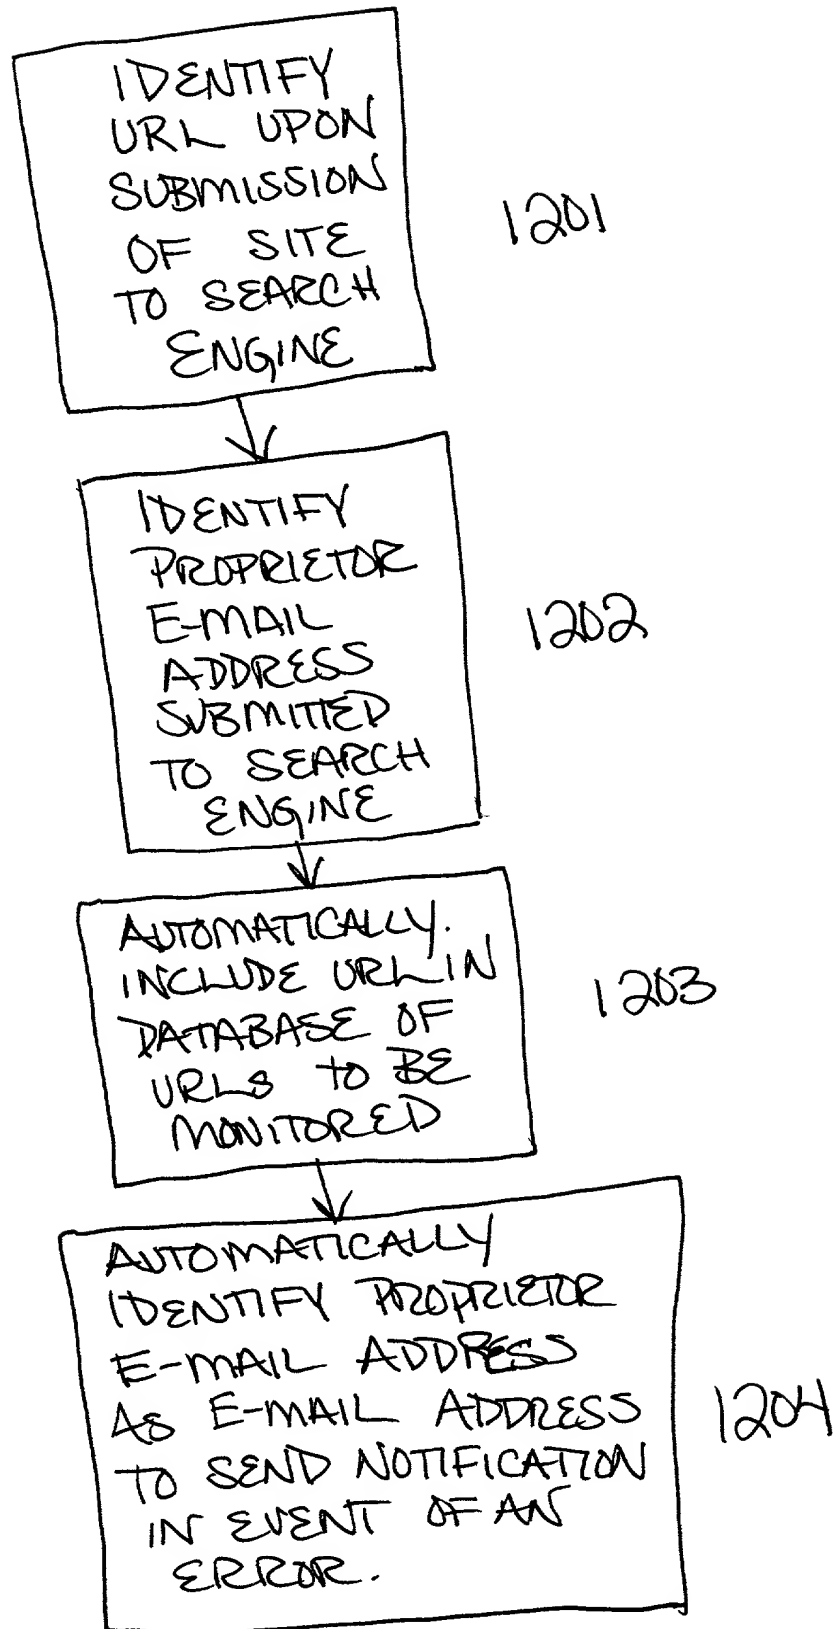 IDENTIFY
URL UPON
SUBMISSION
OF SITE
TO SEARCH
ENGINE
1201
IDENTIFY
PROPRIETOR
E-MAIL
ADDRESS
SUBMITTED
TO SEARCH
ENGINE
1202
AUTOMATICALLY.
INCLUDE URL IN
DATABASE OF
URLS TO BE
MONITORED
1203
AUTOMATICALLY
IDENTIFY PROPRIETOR
E-MAIL ADDRESS
AS E-MAIL ADDRESS
TO SEND NOTIFICATION
IN EVENT OF AN
ERROR.
1204